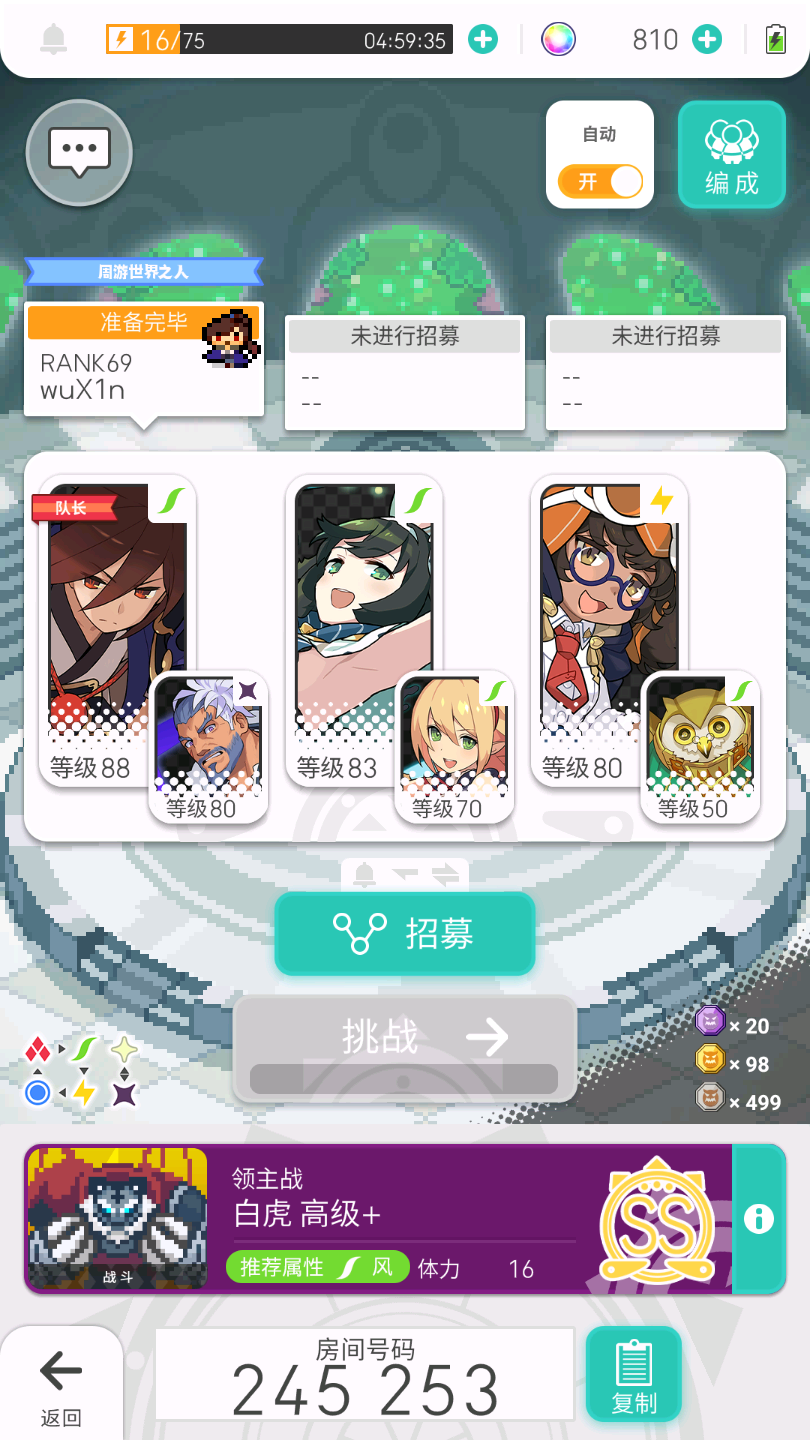 16/75 04:59:35 810
自动
开
编成
周游世界之人
准备完毕
RANK69
wuX1n
未进行招募
--
--
未进行招募
--
--
队长
等级88
等级80
等级83
等级70
等级80
等级50
招募
挑战
× 20
× 98
× 499
领主战
白虎 高级+
推荐属性 风 体力 16
战斗
SS
房间号码
245 253
返回
复制